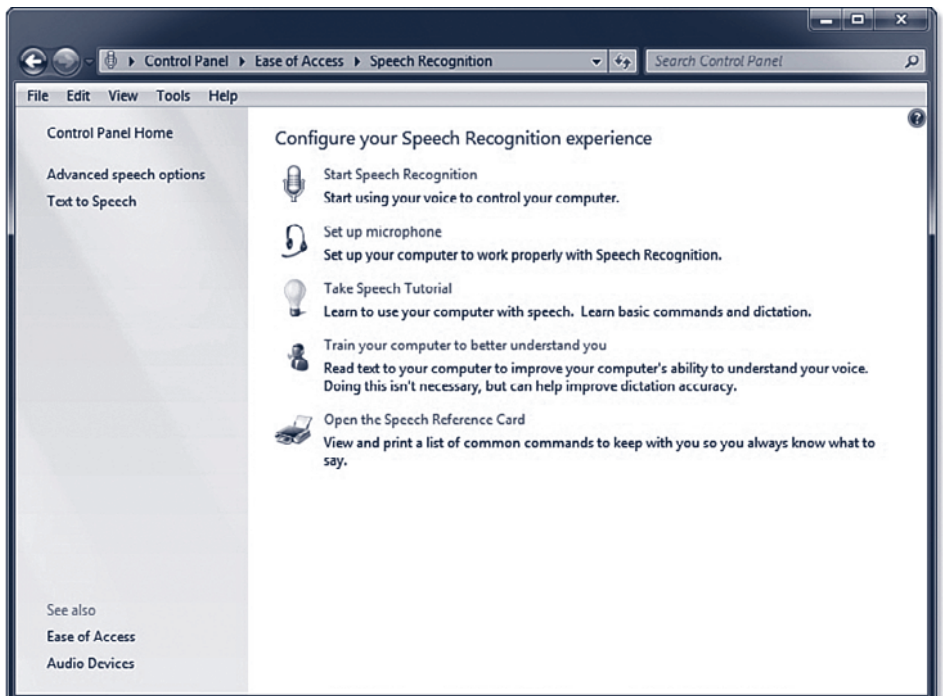 Control Panel ▸ Ease of Access ▸ Speech Recognition
Search Control Panel
File Edit View Tools Help
Control Panel Home
Advanced speech options
Text to Speech
See also
Ease of Access
Audio Devices
Configure your Speech Recognition experience
Start Speech Recognition
Start using your voice to control your computer.
Set up microphone
Set up your computer to work properly with Speech Recognition.
Take Speech Tutorial
Learn to use your computer with speech. Learn basic commands and dictation.
Train your computer to better understand you
Read text to your computer to improve your computer's ability to understand your voice.
Doing this isn't necessary, but can help improve dictation accuracy.
Open the Speech Reference Card
View and print a list of common commands to keep with you so you always know what to
say.